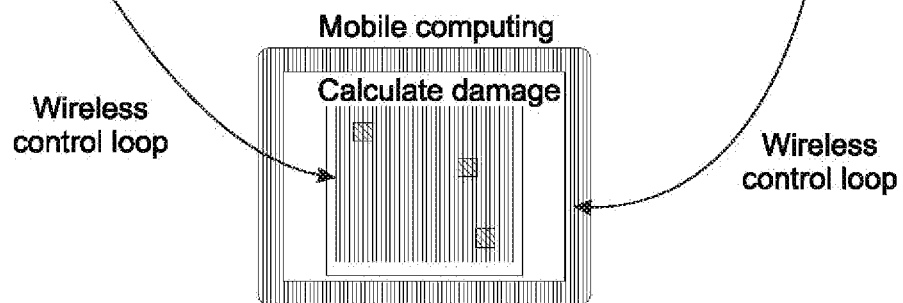 Mobile computing
Calculate damage
Wireless
control loop
Wireless
control loop